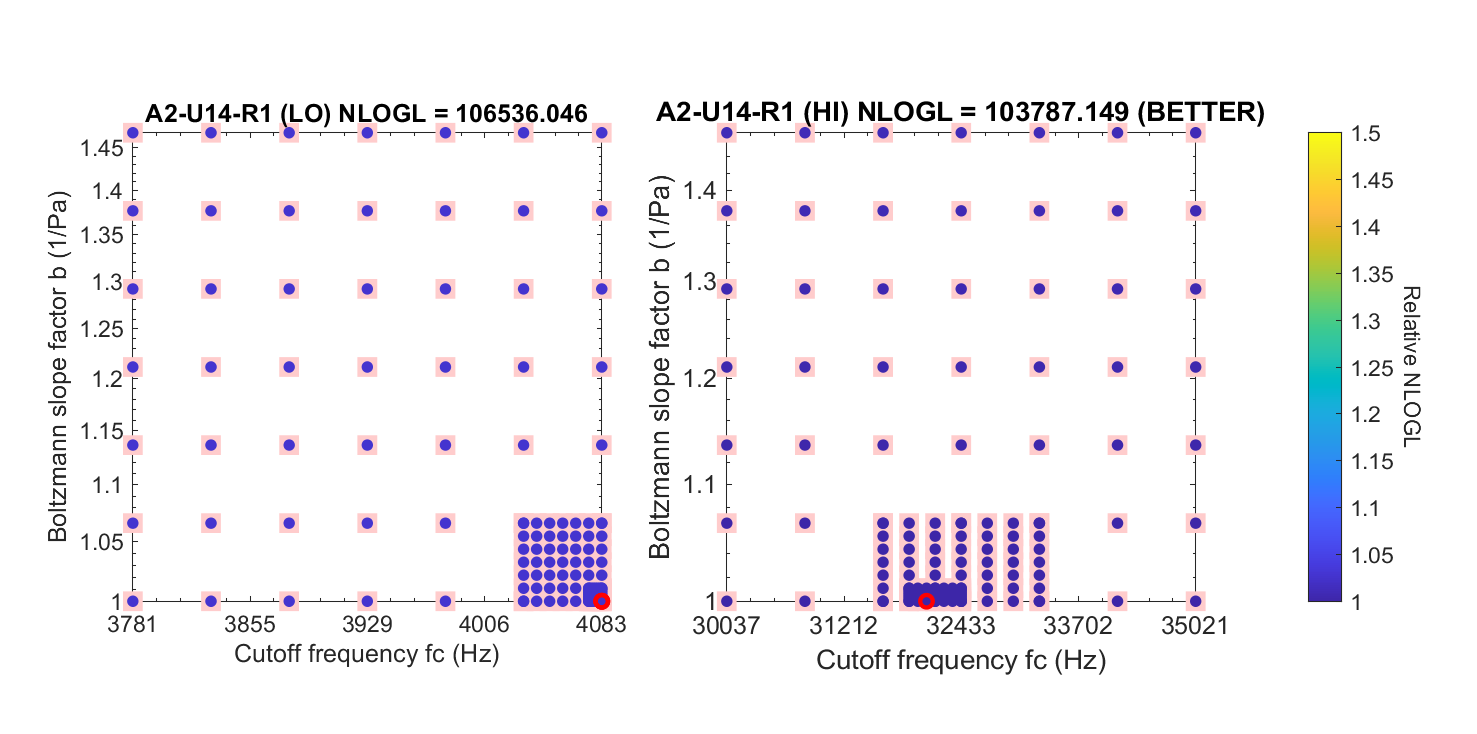 A2-U14-R1 (LO) NLOGL = 106536.046
1.45
1.4
1.35
1.3
1.25
1.2
1.15
1.1
1.05
1
Boltzmann slope factor b (1/Pa)
3781 3855 3929 4006 4083
Cutoff frequency fc (Hz)
A2-U14-R1 (HI) NLOGL = 103787.149 (BETTER)
1.4
1.3
1.2
1.1
1
Boltzmann slope factor b (1/Pa)
30037 31212 32433 33702 35021
Cutoff frequency fc (Hz)
1.5
1.45
1.4
1.35
1.3
1.25
1.2
1.15
1.1
1.05
1
Relative NLOGL